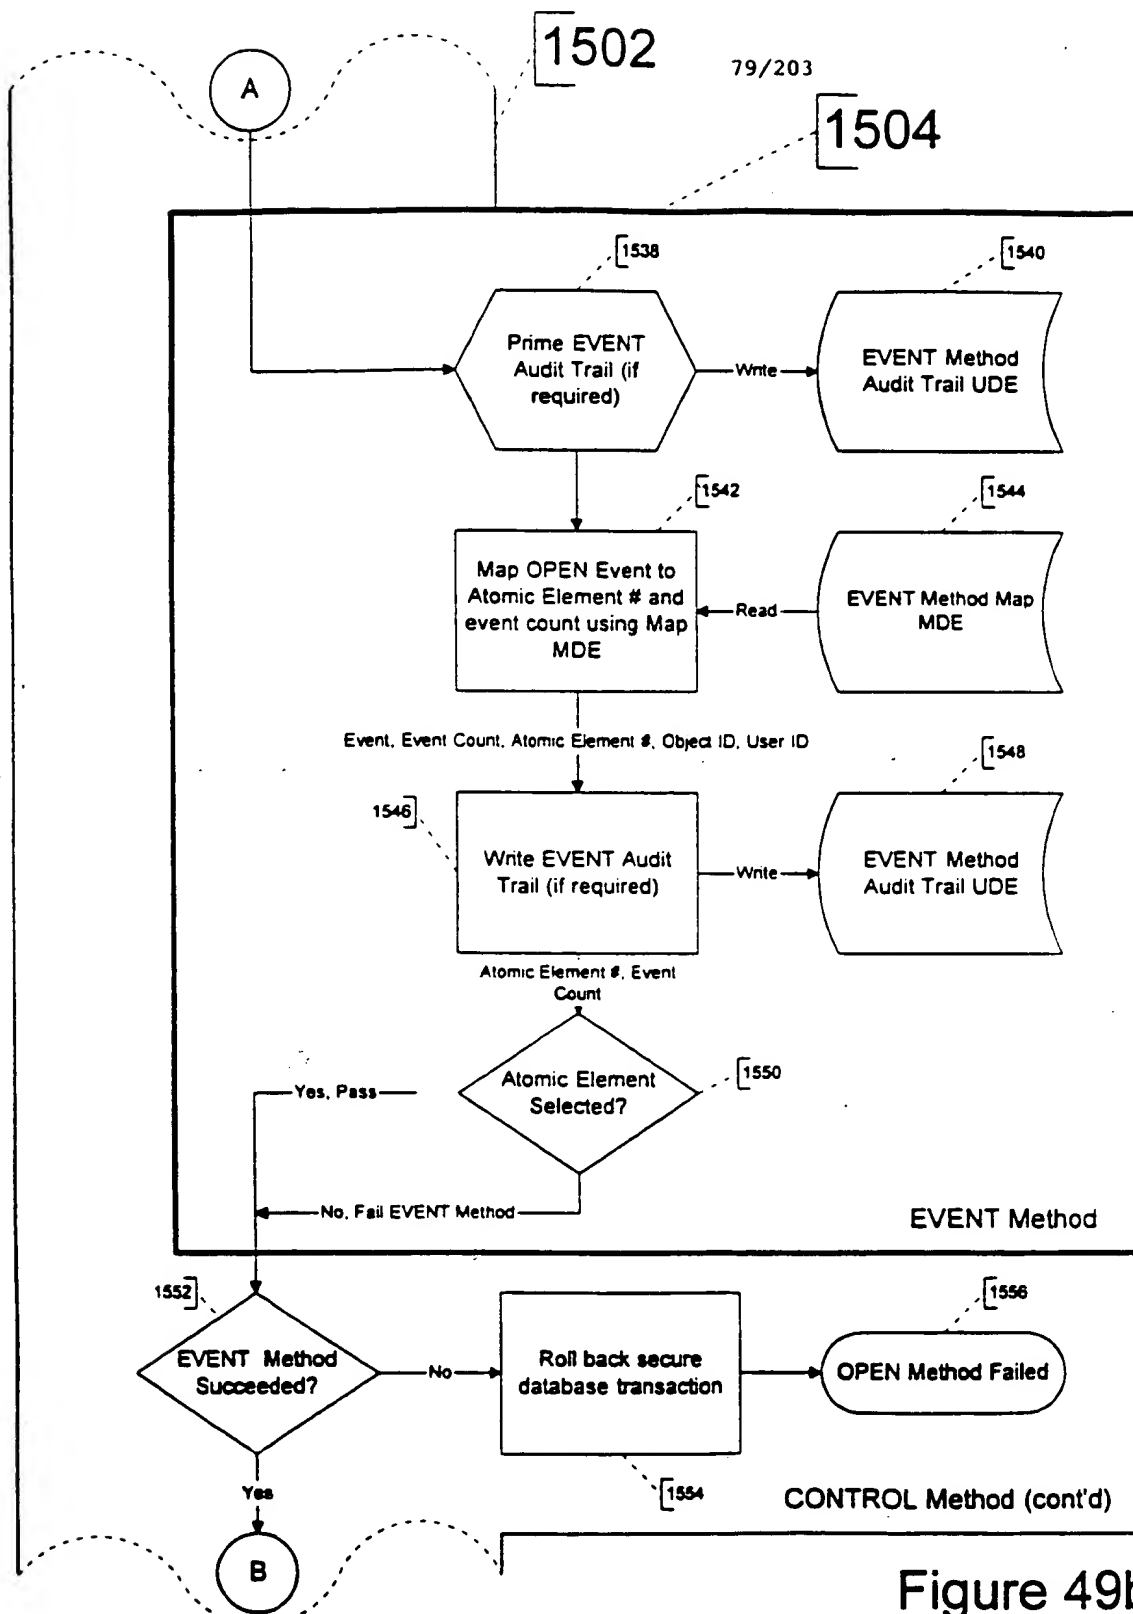 1502
79/203
A
1504
1538
1540
Prime EVENT
Audit Trail (if
required)
Write
EVENT Method
Audit Trail UDE
1542
1544
Map OPEN Event to
Atomic Element # and
event count using Map
MDE
Read
EVENT Method Map
MDE
Event, Event Count, Atomic Element #, Object ID, User ID
1548
1546
Write EVENT Audit
Trail (if required)
Write
EVENT Method
Audit Trail UDE
Atomic Element #, Event
Count
1550
Yes, Pass
Atomic Element
Selected?
No, Fail EVENT Method
EVENT Method
1552
1556
EVENT Method
Succeeded?
No
Roll back secure
database transaction
OPEN Method Failed
Yes
1554
CONTROL Method (cont'd)
B
Figure 49b